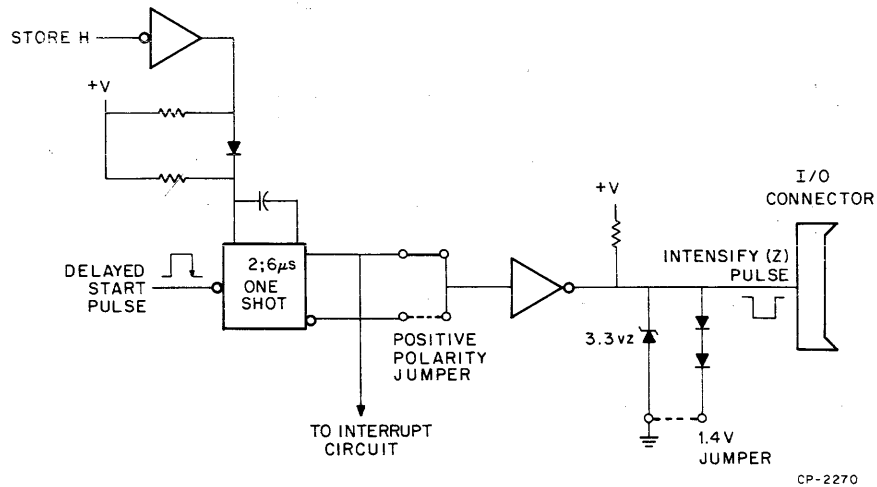 STORE H
+V
DELAYED
START
PULSE
2;6µs
ONE
SHOT
TO INTERRUPT
CIRCUIT
POSITIVE
POLARITY
JUMPER
+V
INTENSIFY (Z)
PULSE
I/O
CONNECTOR
3.3VZ
1.4V
JUMPER
CP-2270